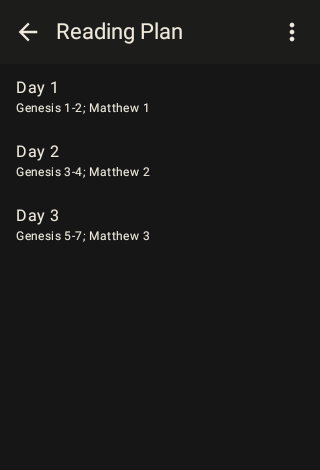 Reading Plan
Day 1
Genesis 1-2; Matthew 1
Day 2
Genesis 3-4; Matthew 2
Day 3
Genesis 5-7; Matthew 3